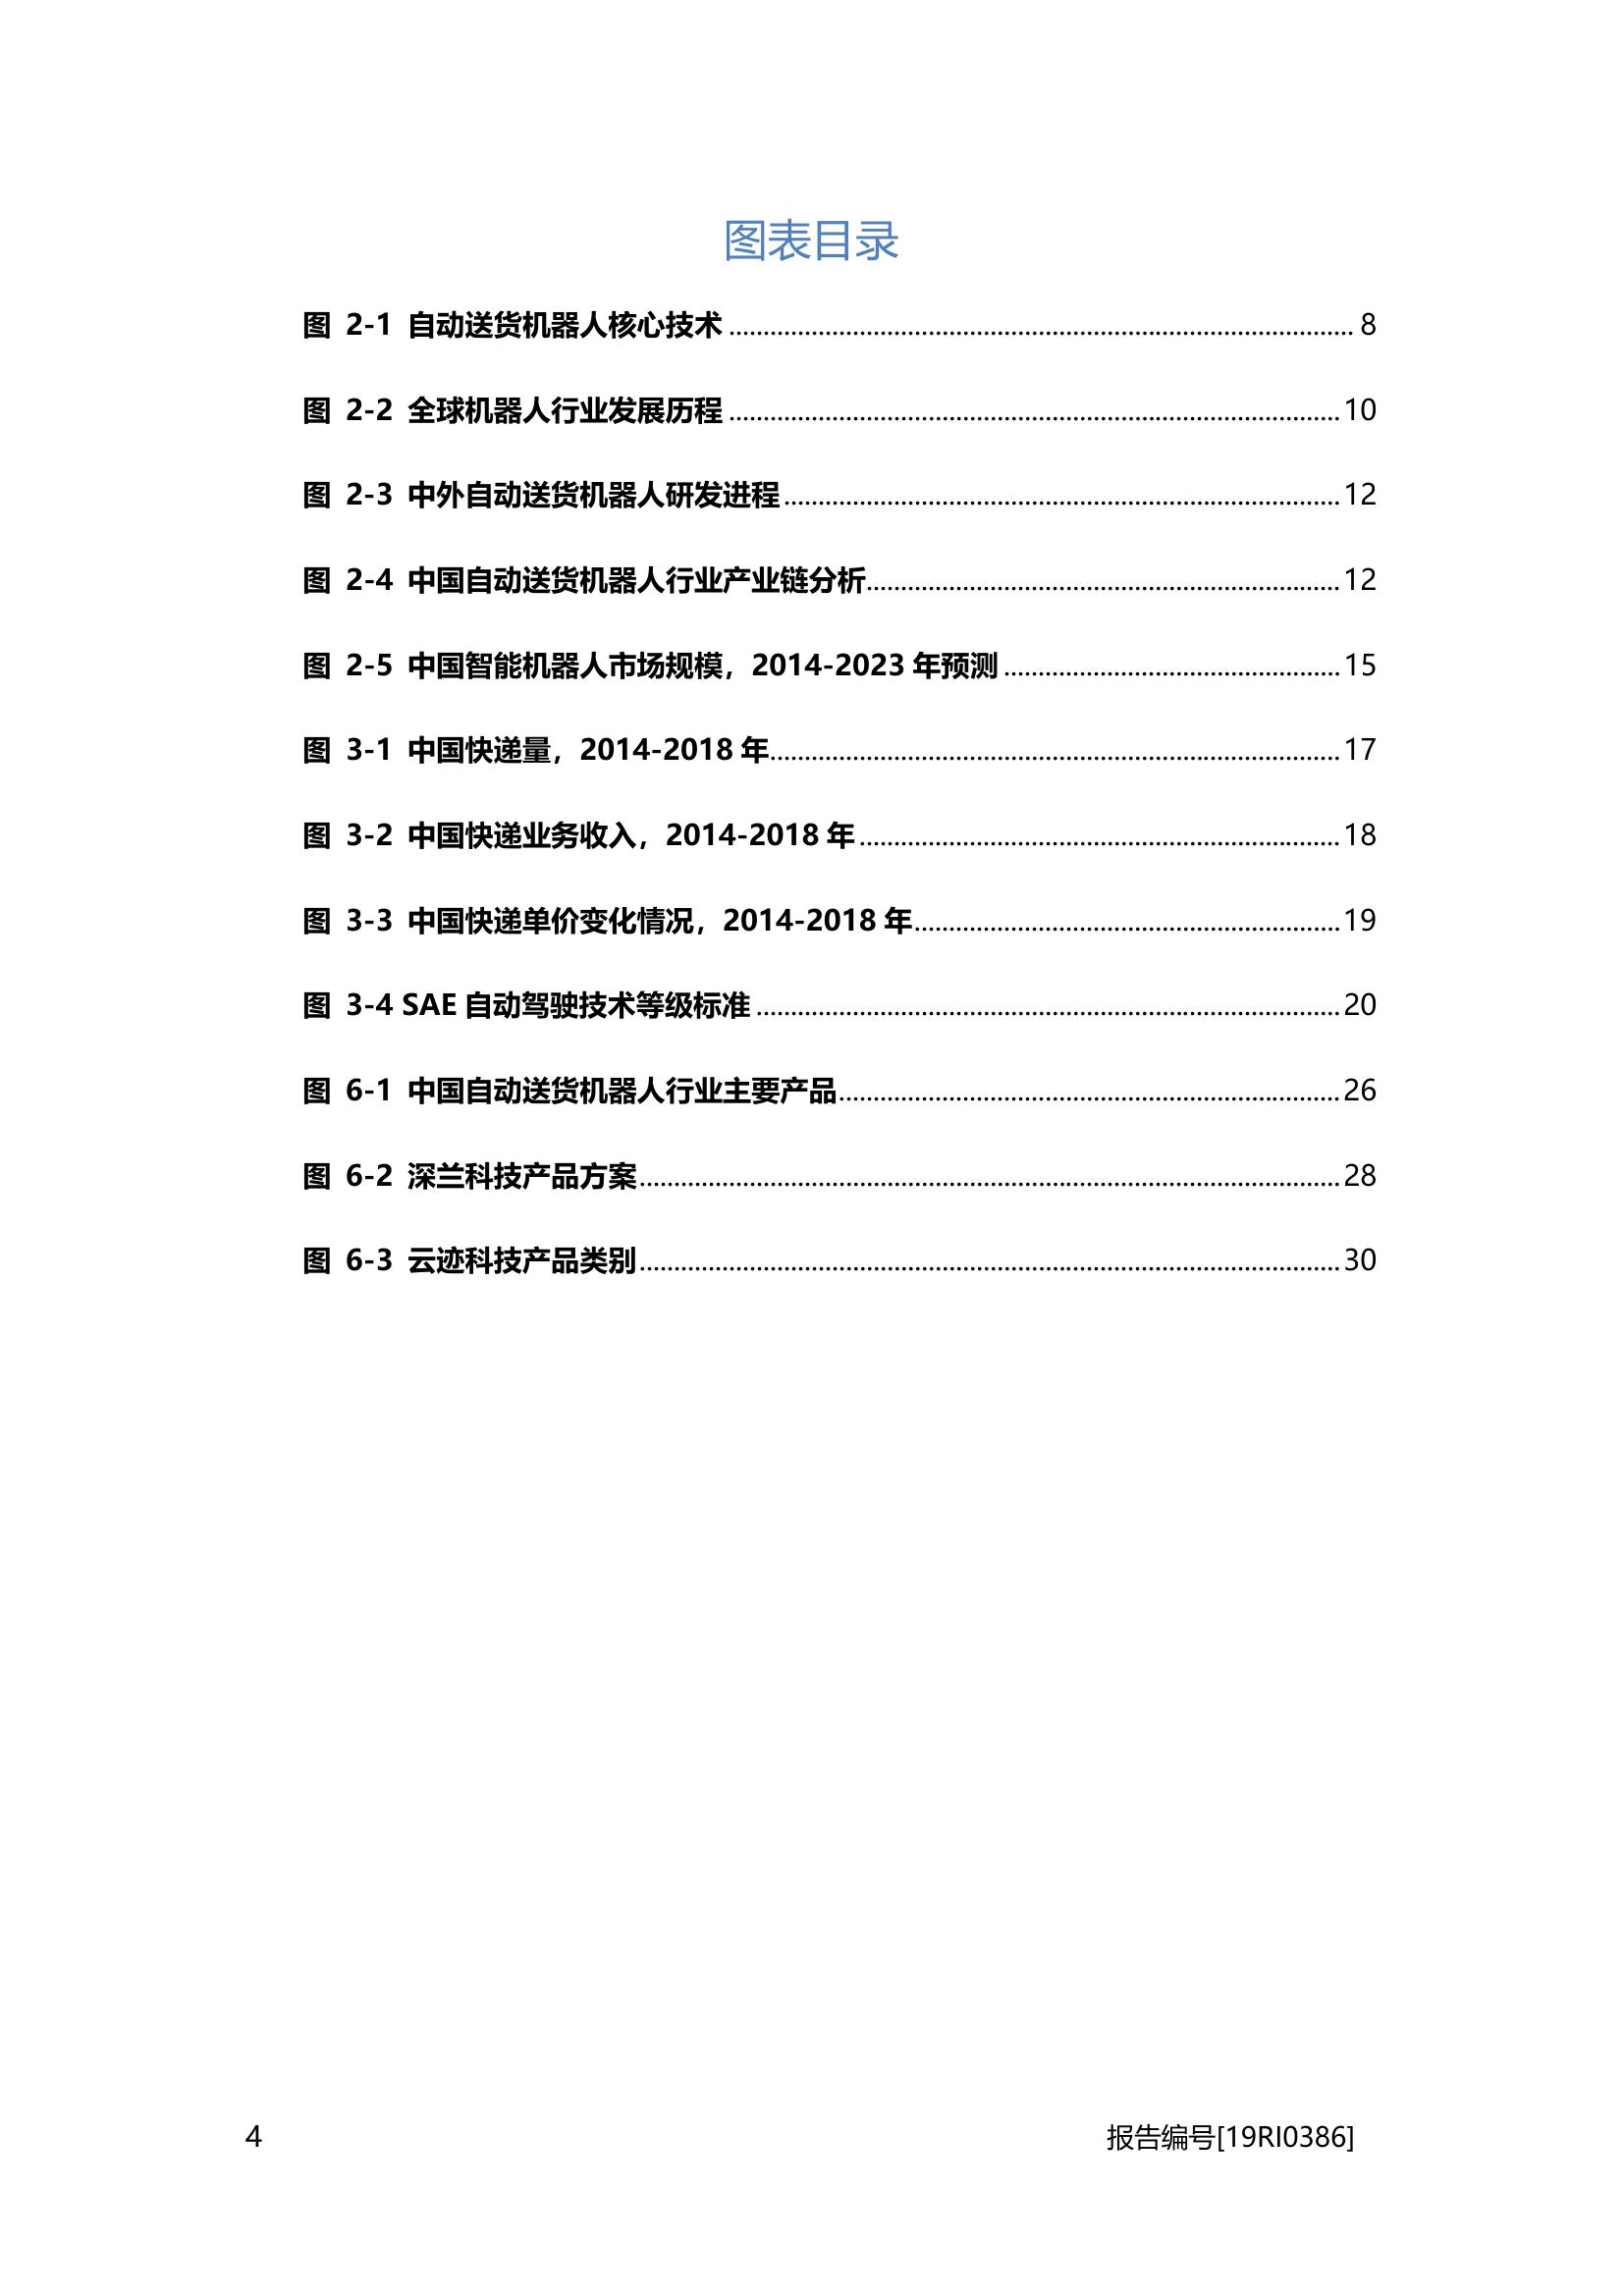 图表目录
图 2-1 自动送货机器人核心技术 8
图 2-2 全球机器人行业发展历程 10
图 2-3 中外自动送货机器人研发进程 12
图 2-4 中国自动送货机器人行业产业链分析 12
图 2-5 中国智能机器人市场规模，2014-2023 年预测 15
图 3-1 中国快递量，2014-2018 年 17
图 3-2 中国快递业务收入，2014-2018 年 18
图 3-3 中国快递单价变化情况，2014-2018 年 19
图 3-4 SAE 自动驾驶技术等级标准 20
图 6-1 中国自动送货机器人行业主要产品 26
图 6-2 深兰科技产品方案 28
图 6-3 云迹科技产品类别 30
4 报告编号[19RI0386]